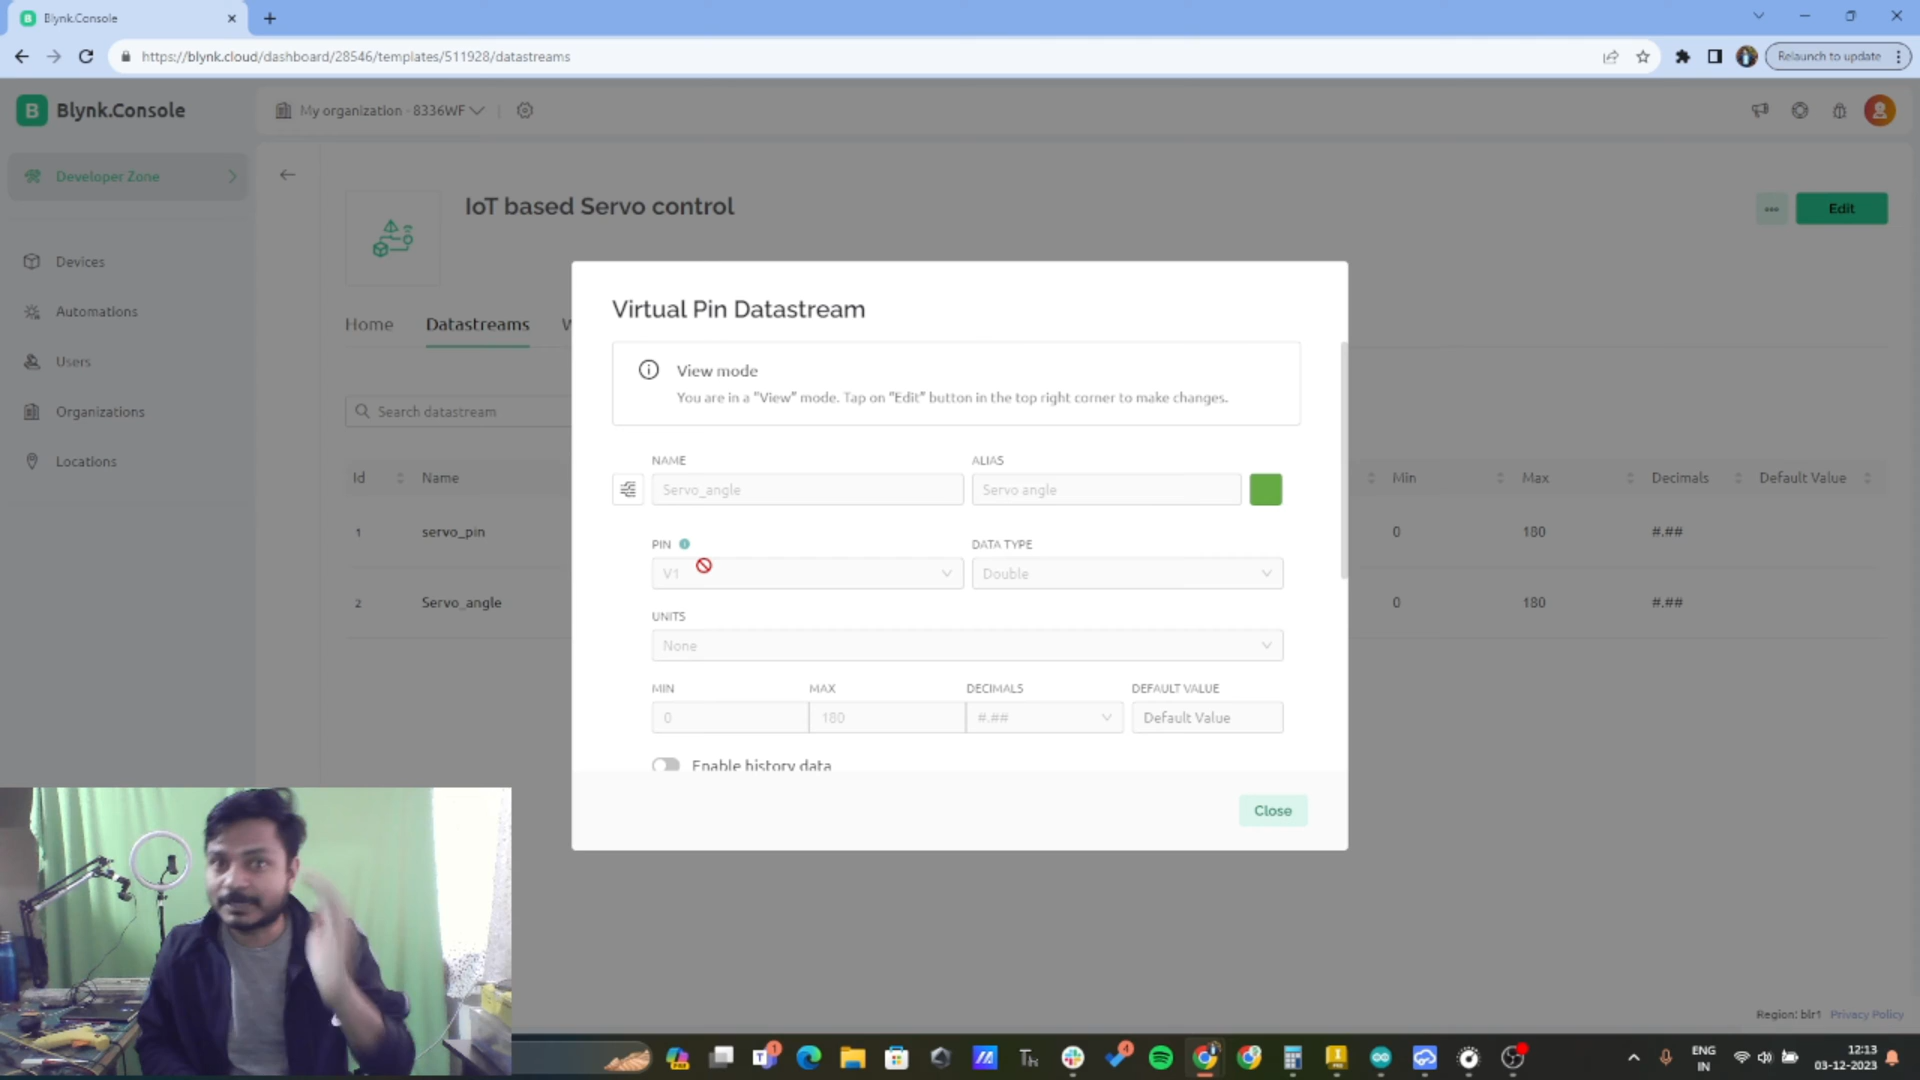 Blynk.Console
https://blynk.cloud/dashboard/28546/templates/511928/datastreams
Relaunch to update
B Blynk.Console
My organization - 8336WF
Developer Zone
Devices
Automations
Users
Organizations
Locations
IoT based Servo control
Edit
Home
Datastreams
W
Search datastream
Id
Name
Min
Max
Decimals
Default Value
1
servo_pin
0
180
#.##
2
Servo_angle
0
180
#.##
Virtual Pin Datastream
View mode
You are in a "View" mode. Tap on "Edit" button in the top right corner to make changes.
NAME
ALIAS
Servo_angle
Servo angle
PIN
DATA TYPE
V1
Double
UNITS
None
MIN
MAX
DECIMALS
DEFAULT VALUE
0
180
#.##
Default Value
Enable history data
Close
Region: blr1 Privacy Policy
ENG
IN
12:13
03-12-2023